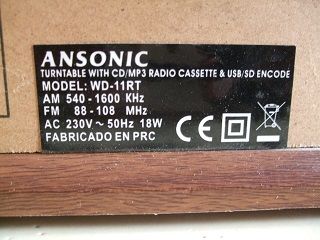 ANSONIC
TURNTABLE WITH CD/MP3 RADIO CASSETTE & USB/SD ENCODE
MODEL: WD-11RT
AM 540 - 1600 KHz
FM 88 - 108 MHz
AC 230V ~ 50Hz 18W
FABRICADO EN PRC
CE